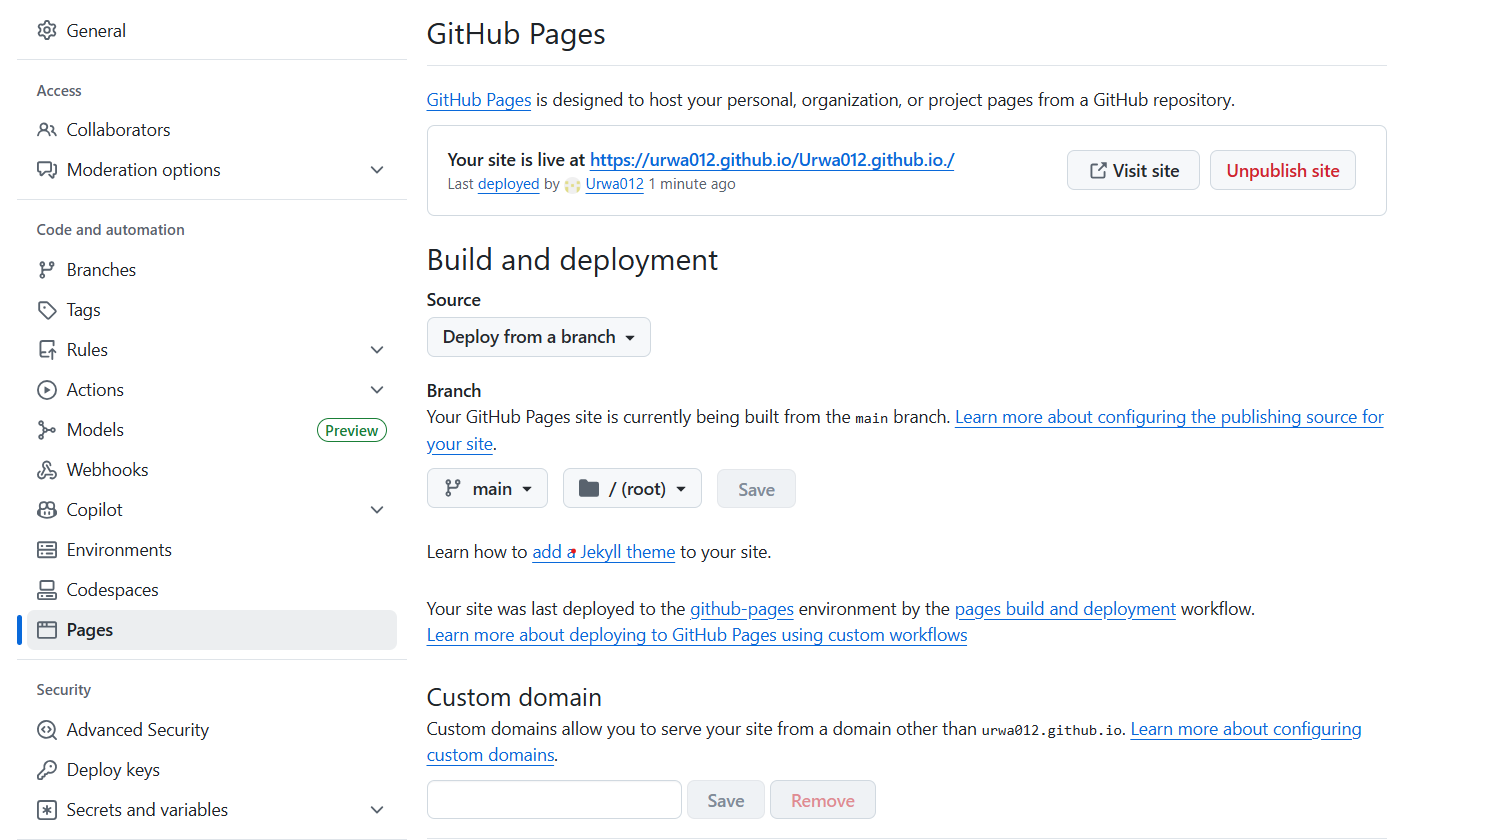 General
Access
Collaborators
Moderation options
Code and automation
Branches
Tags
Rules
Actions
Models Preview
Webhooks
Copilot
Environments
Codespaces
Pages
Security
Advanced Security
Deploy keys
Secrets and variables
GitHub Pages
GitHub Pages is designed to host your personal, organization, or project pages from a GitHub repository.
Your site is live at https://urwa012.github.io/Urwa012.github.io./
Last deployed by Urwa012 1 minute ago
Visit site
Unpublish site
Build and deployment
Source
Deploy from a branch
Branch
Your GitHub Pages site is currently being built from the main branch. Learn more about configuring the publishing source for
your site.
main / (root) Save
Learn how to add a Jekyll theme to your site.
Your site was last deployed to the github-pages environment by the pages build and deployment workflow.
Learn more about deploying to GitHub Pages using custom workflows
Custom domain
Custom domains allow you to serve your site from a domain other than urwa012.github.io. Learn more about configuring
custom domains.
Save Remove